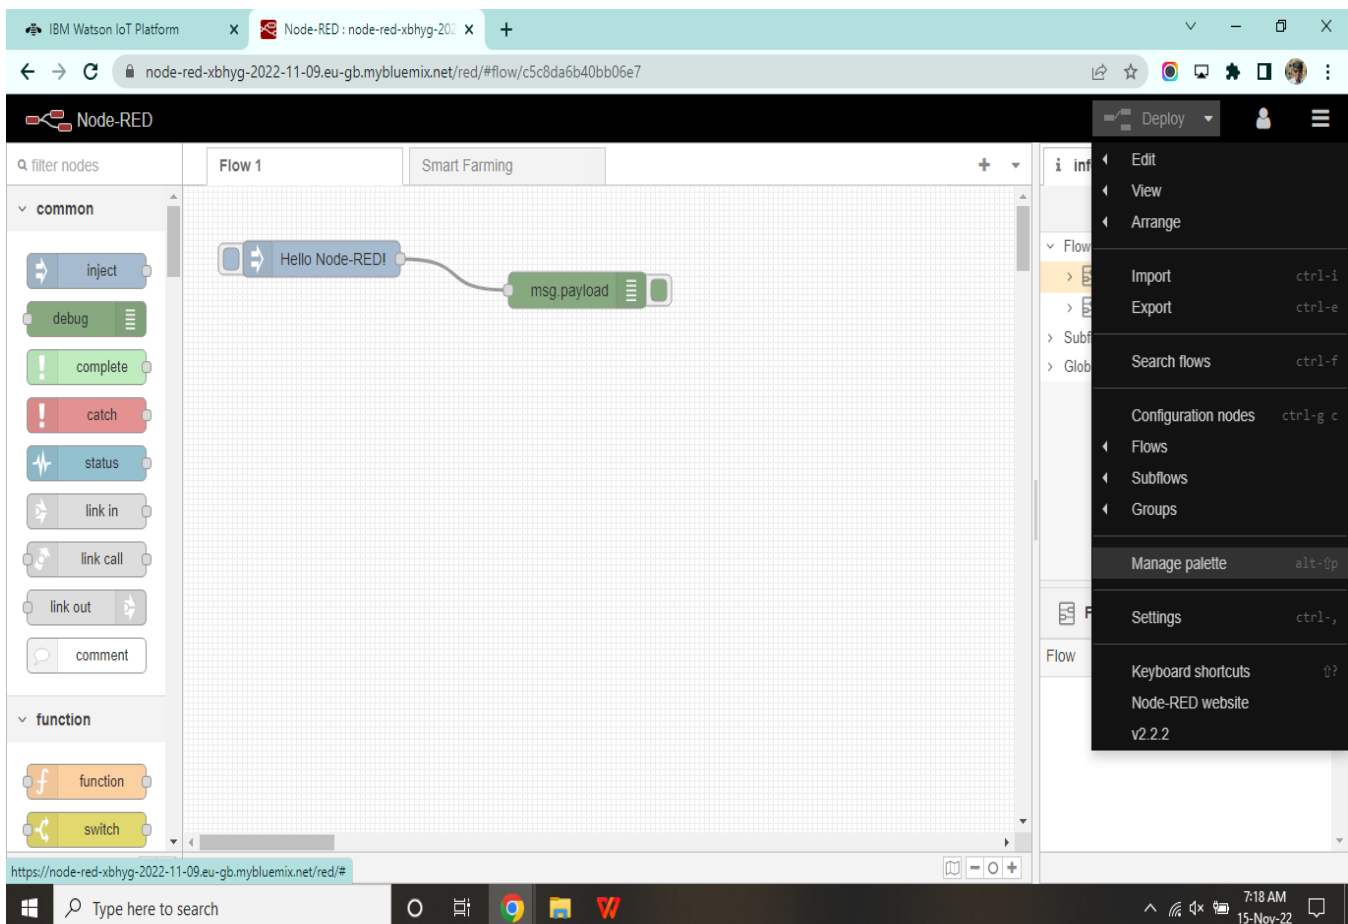 IBM Watson IoT Platform
Node-RED : node-red-xbhyg-202
node-red-xbhyg-2022-11-09.eu-gb.mybluemix.net/red/#flow/c5c8da6b40bb06e7
Node-RED
Deploy
filter nodes
Flow 1
Smart Farming
i inf
common
inject
debug
complete
catch
status
link in
link call
link out
comment
function
function
switch
Hello Node-RED!
msg.payload
Flow
Subf
Glob
F
Flow
Edit
View
Arrange
Import ctrl-i
Export ctrl-e
Search flows ctrl-f
Configuration nodes ctrl-g c
Flows
Subflows
Groups
Manage palette alt-⇧p
Settings ctrl-,
Keyboard shortcuts ⇧?
Node-RED website
v2.2.2
https://node-red-xbhyg-2022-11-09.eu-gb.mybluemix.net/red/#
Type here to search
7:18 AM
15-Nov-22